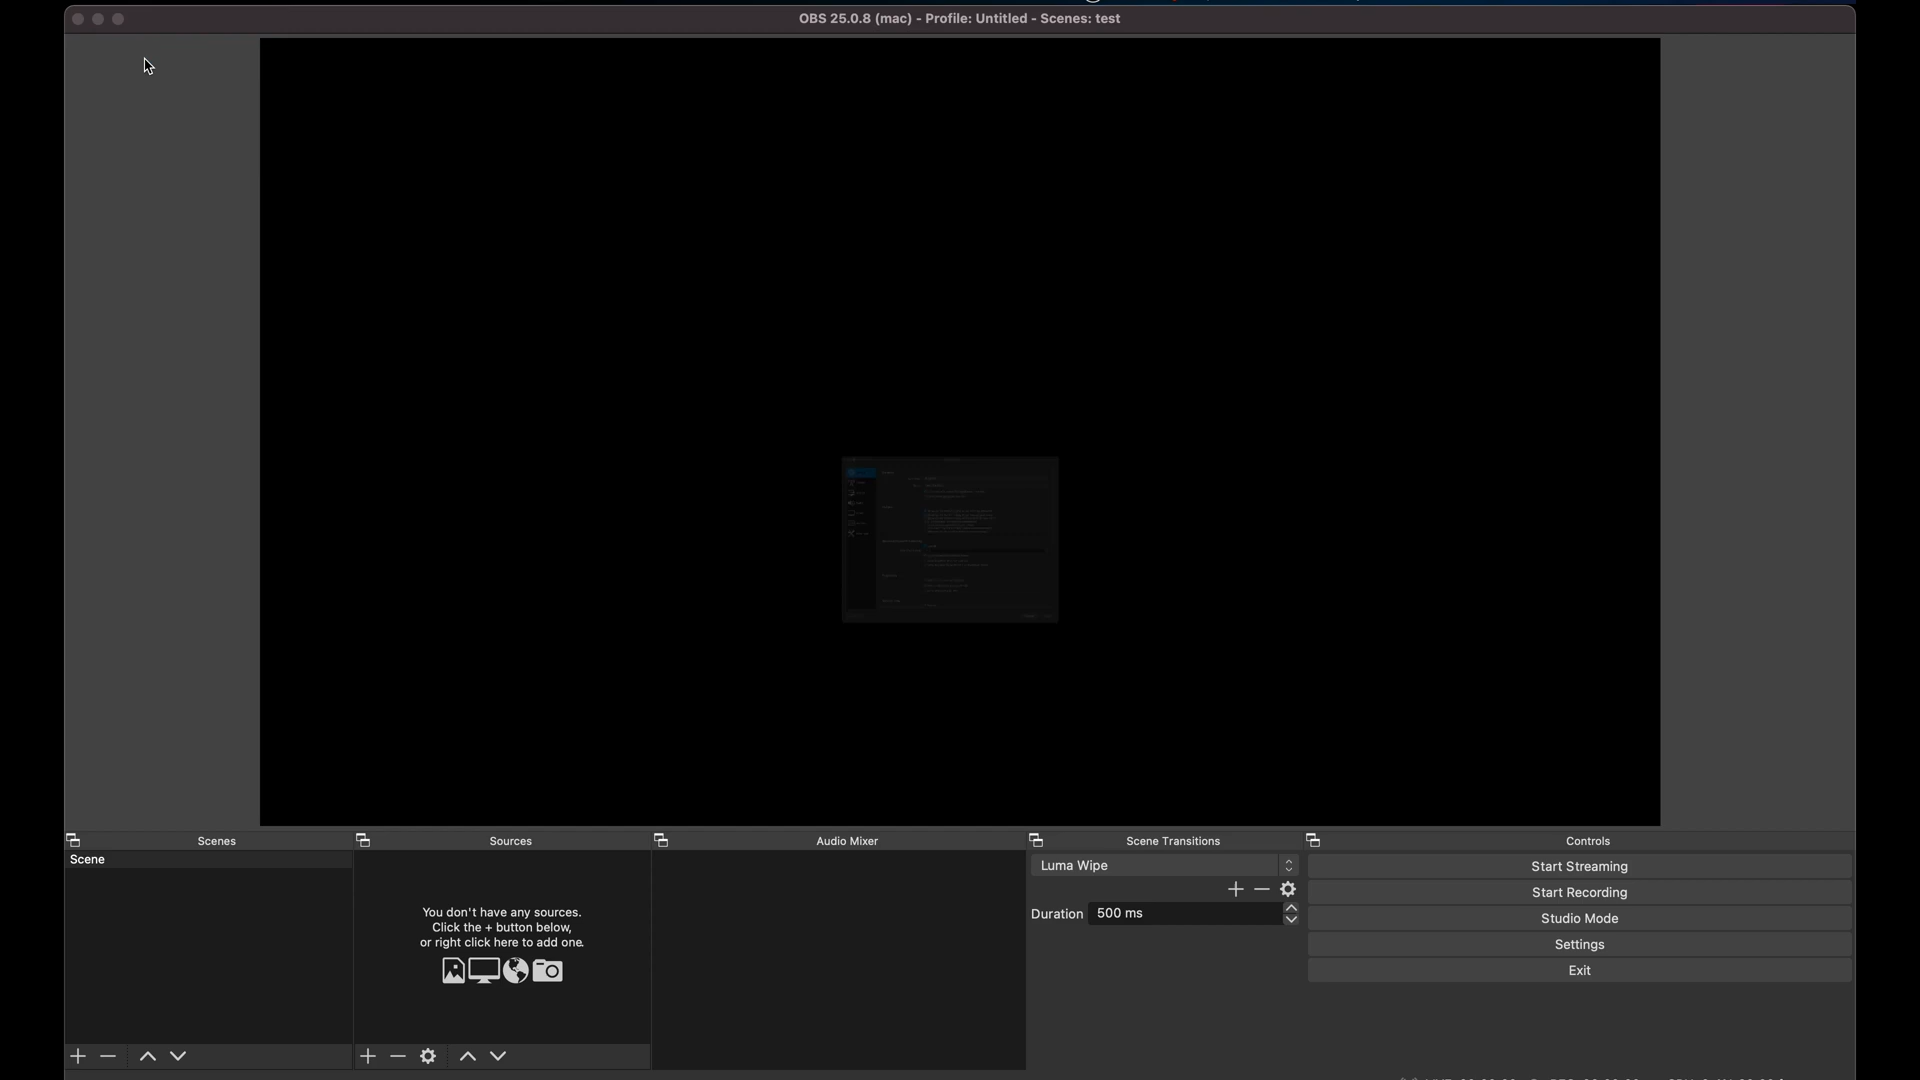 OBS 25.0.8 (mac) - Profile: Untitled - Scenes: test
Scenes
Sources
Audio Mixer
Scene Transitions
Controls
Scene
You don't have any sources.
Click the + button below,
or right click here to add one.
Luma Wipe
Duration 500 ms
Start Streaming
Start Recording
Studio Mode
Settings
Exit